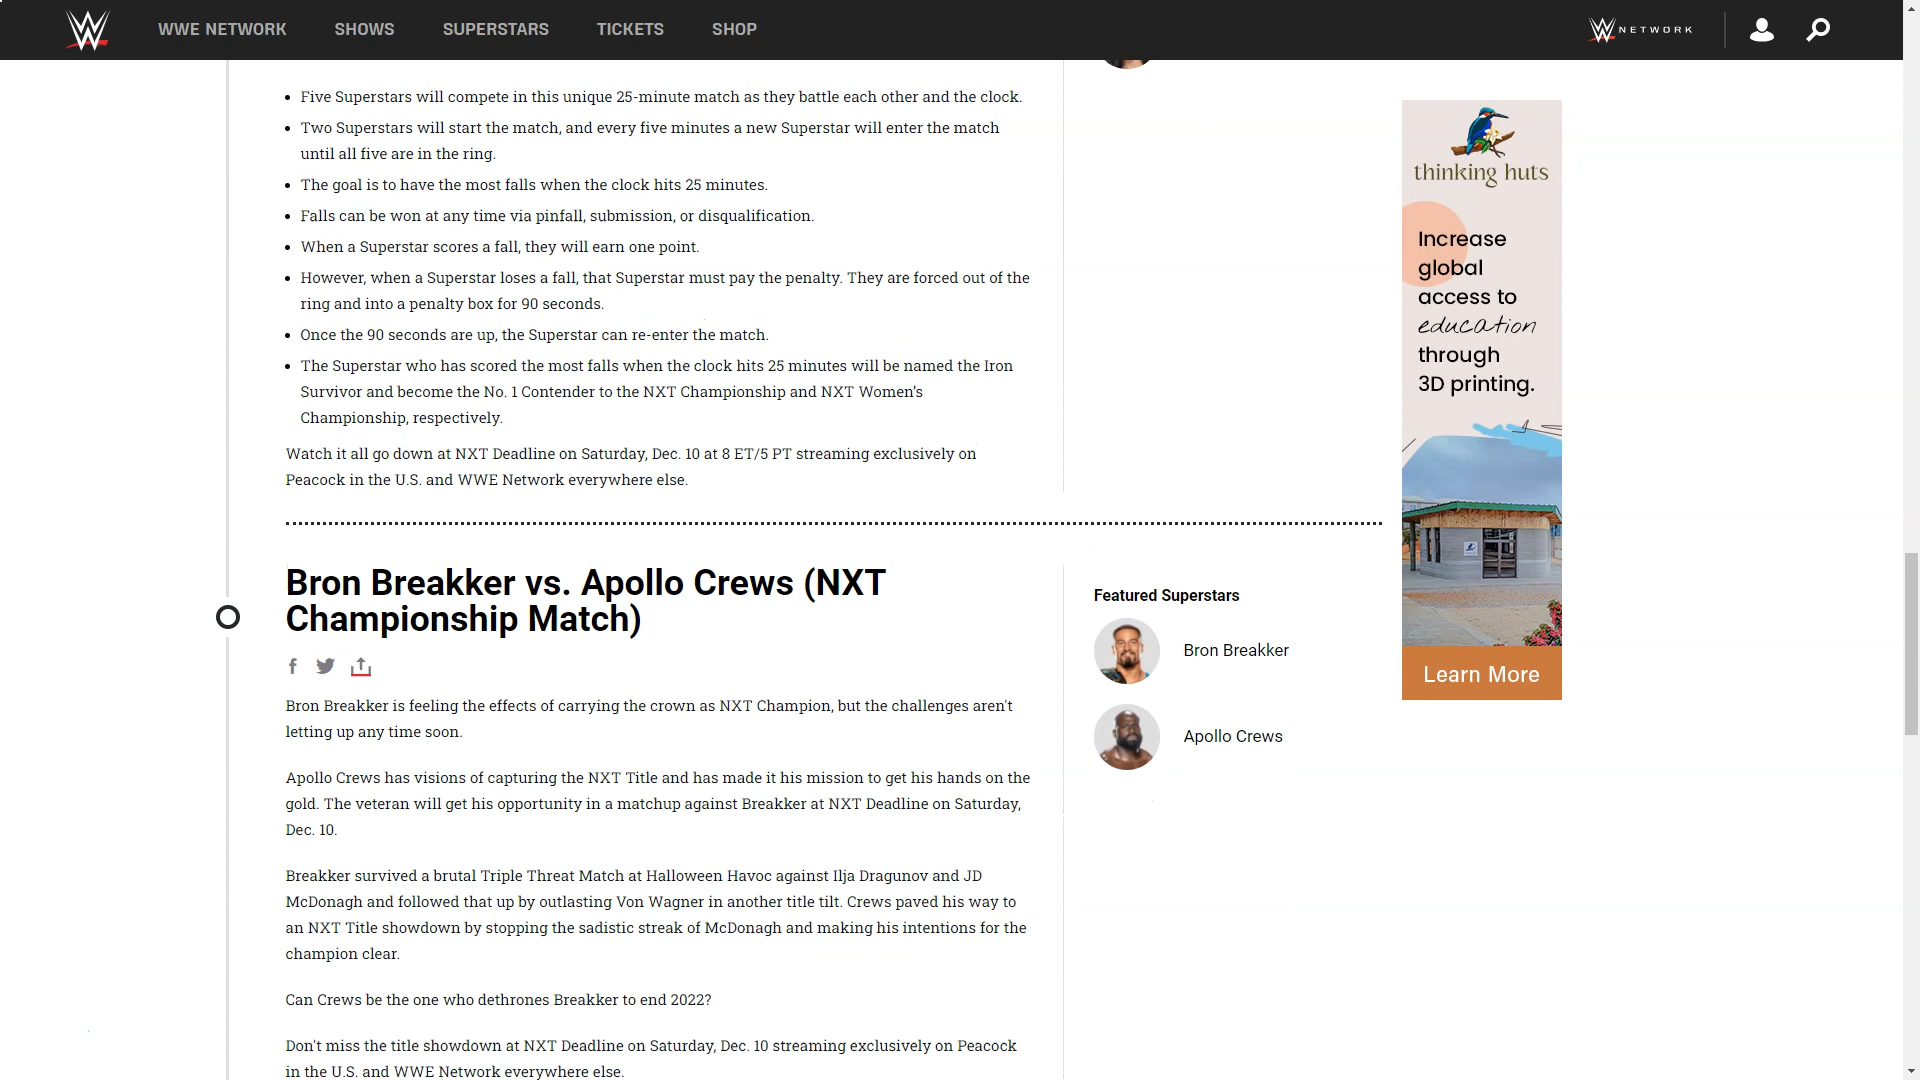 WWE NETWORK
SHOWS
SUPERSTARS
TICKETS
SHOP
NETWORK
Five Superstars will compete in this unique 25-minute match as they battle each other and the clock.
Two Superstars will start the match, and every five minutes a new Superstar will enter the match
until all five are in the ring.
The goal is to have the most falls when the clock hits 25 minutes.
Falls can be won at any time via pinfall, submission, or disqualification.
When a Superstar scores a fall, they will earn one point.
However, when a Superstar loses a fall, that Superstar must pay the penalty. They are forced out of the
ring and into a penalty box for 90 seconds.
Once the 90 seconds are up, the Superstar can re-enter the match.
The Superstar who has scored the most falls when the clock hits 25 minutes will be named the Iron
Survivor and become the No. 1 Contender to the NXT Championship and NXT Women’s
Championship, respectively.
Watch it all go down at NXT Deadline on Saturday, Dec. 10 at 8 ET/5 PT streaming exclusively on
Peacock in the U.S. and WWE Network everywhere else.
Bron Breakker vs. Apollo Crews (NXT
Championship Match)
Bron Breakker is feeling the effects of carrying the crown as NXT Champion, but the challenges aren't
letting up any time soon.
Apollo Crews has visions of capturing the NXT Title and has made it his mission to get his hands on the
gold. The veteran will get his opportunity in a matchup against Breakker at NXT Deadline on Saturday,
Dec. 10.
Breakker survived a brutal Triple Threat Match at Halloween Havoc against Ilja Dragunov and JD
McDonagh and followed that up by outlasting Von Wagner in another title tilt. Crews paved his way to
an NXT Title showdown by stopping the sadistic streak of McDonagh and making his intentions for the
champion clear.
Can Crews be the one who dethrones Breakker to end 2022?
Don't miss the title showdown at NXT Deadline on Saturday, Dec. 10 streaming exclusively on Peacock
in the U.S. and WWE Network everywhere else.
Featured Superstars
Bron Breakker
Apollo Crews
thinking huts
Increase
global
access to
education
through
3D printing.
Learn More